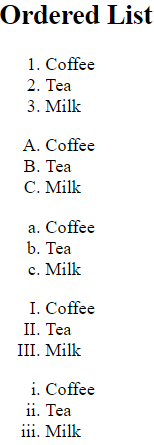 Ordered List
1. Coffee
2. Tea
3. Milk
A. Coffee
B. Tea
C. Milk
a. Coffee
b. Tea
c. Milk
I. Coffee
II. Tea
III. Milk
i. Coffee
ii. Tea
iii. Milk